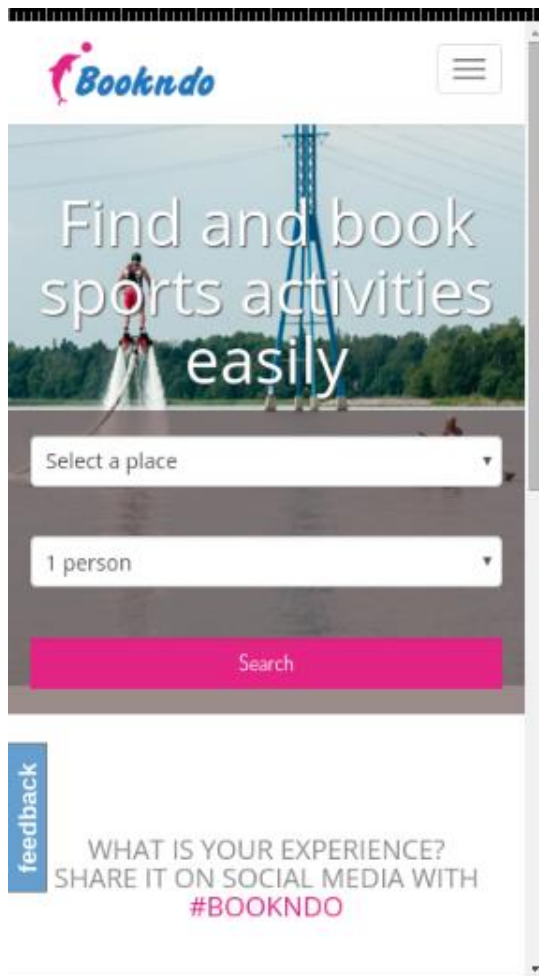 Bookndo
Find and book
sports activities
easily
Select a place
1 person
Search
feedback
WHAT IS YOUR EXPERIENCE?
SHARE IT ON SOCIAL MEDIA WITH
#BOOKNDO